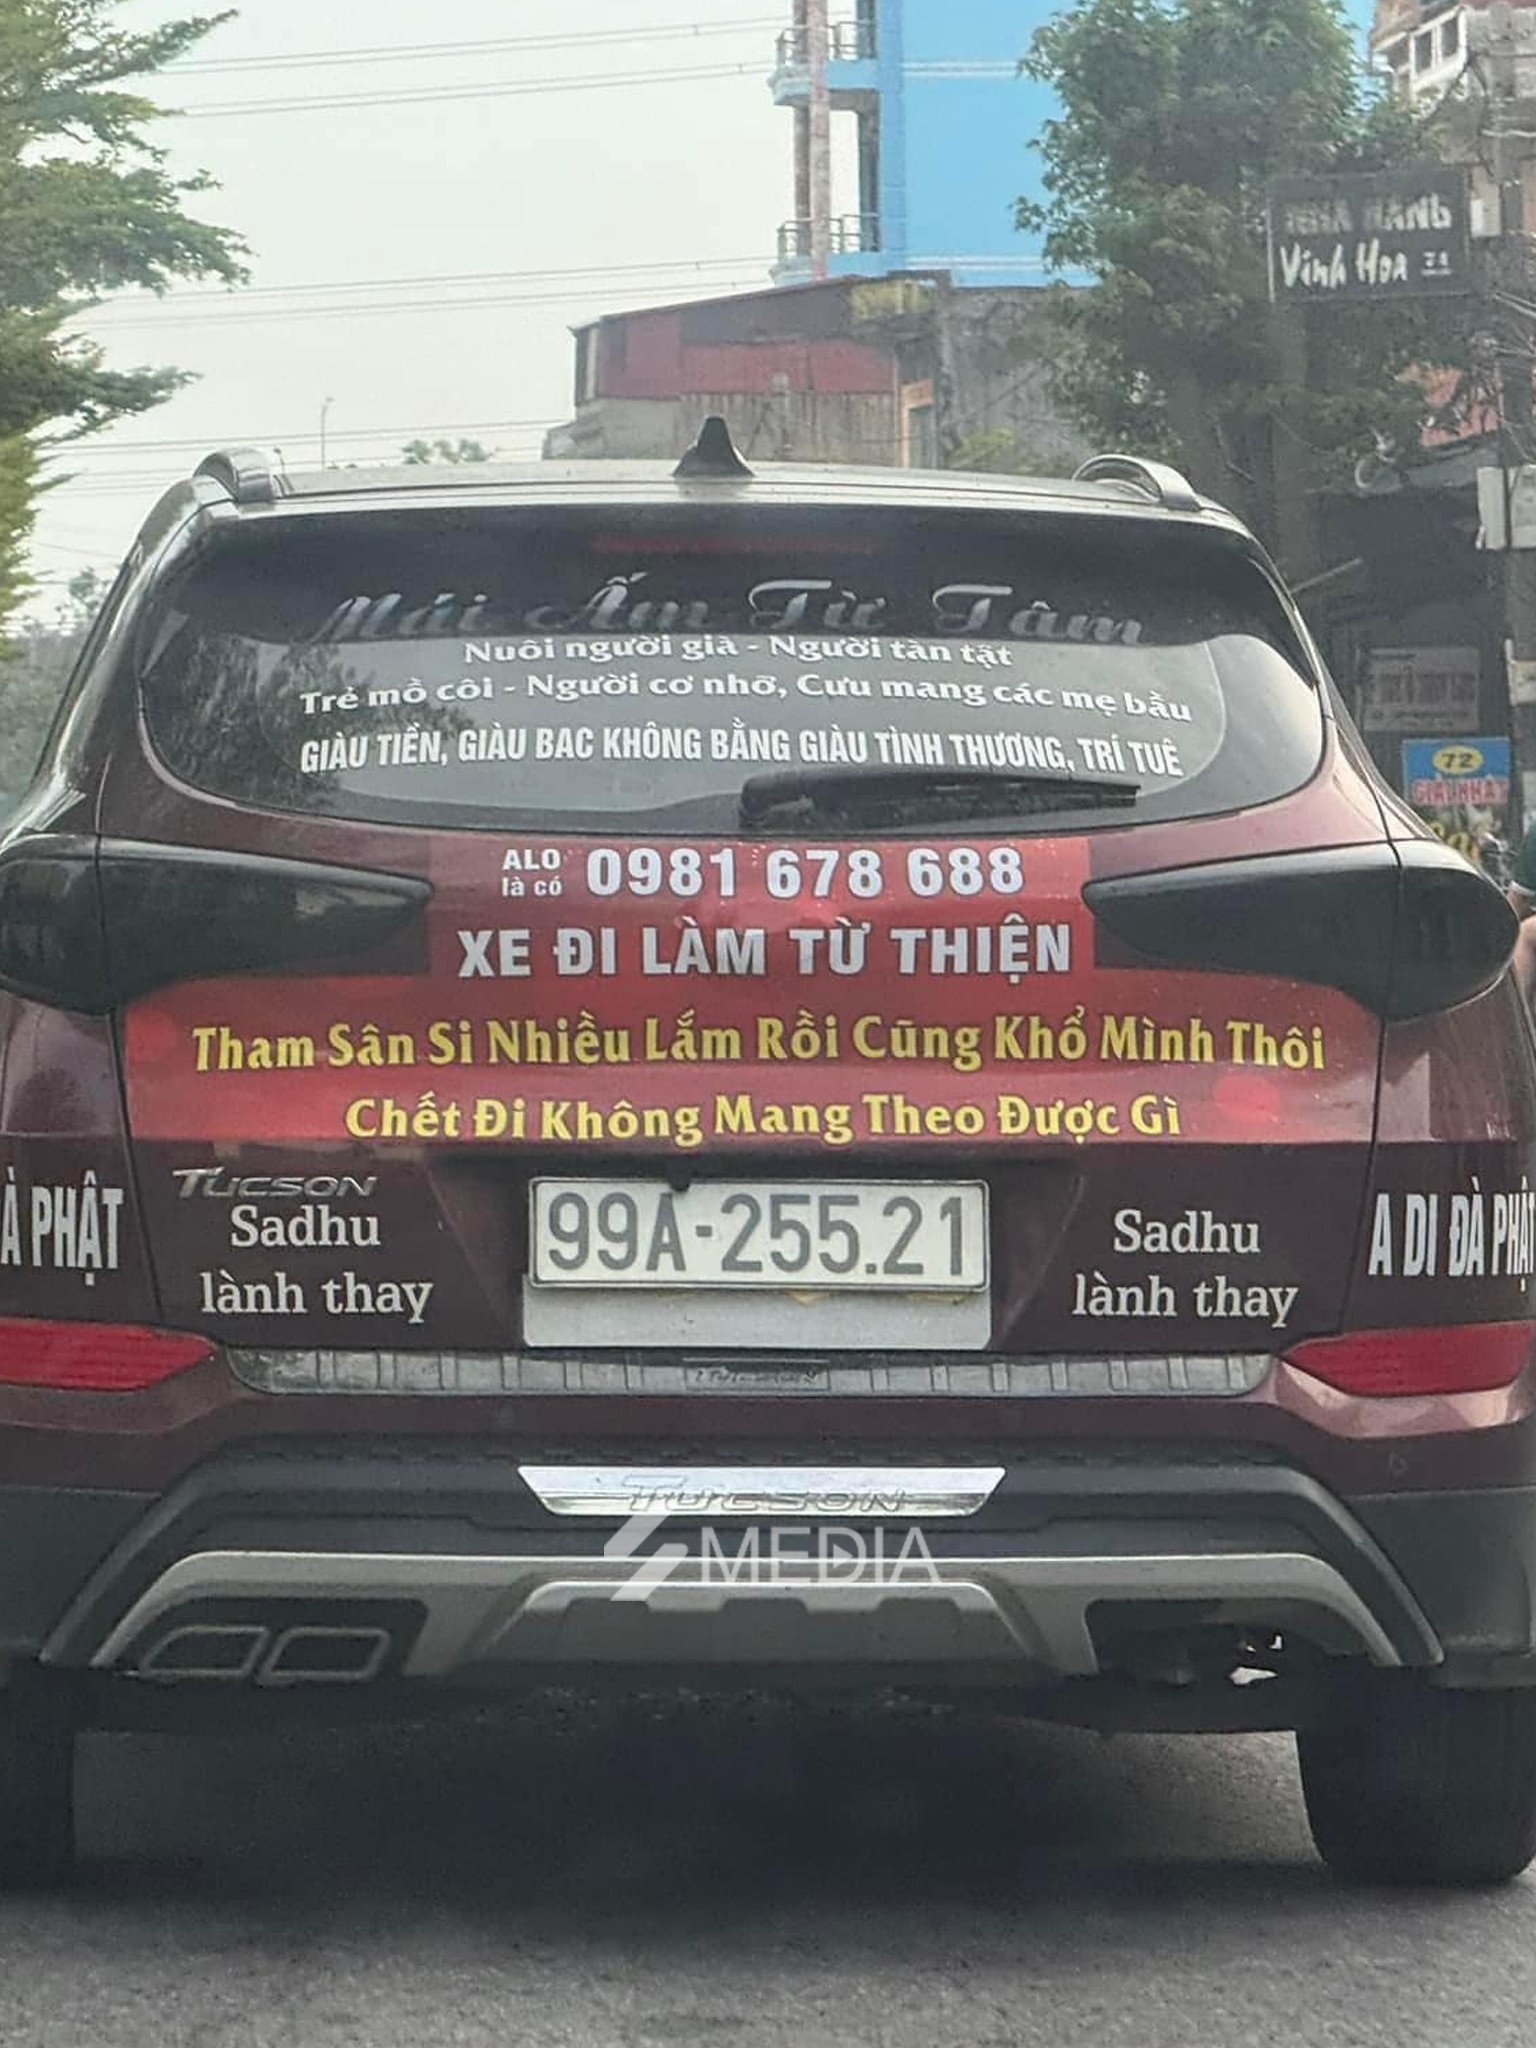 NHÀ HÀNG
Vinh Hoa
Mái Ấm Từ Tâm
Nuôi người già - Người tàn tật
Trẻ mồ côi - Người cơ nhỡ, Cưu mang các mẹ bầu
GIÀU TIỀN, GIÀU BẠC KHÔNG BẰNG GIÀU TÌNH THƯƠNG, TRÍ TUỆ
72
GIẢI NHẤT
ALO là có 0981 678 688
XE ĐI LÀM TỪ THIỆN
Tham Sân Si Nhiều Lắm Rồi Cũng Khổ Mình Thôi
Chết Đi Không Mang Theo Được Gì
À PHẬT
TUCSON
Sadhu
lành thay
99A-255.21
Sadhu
lành thay
A DI ĐÀ PHẬT
TUCSON
TUCSON
MEDIA